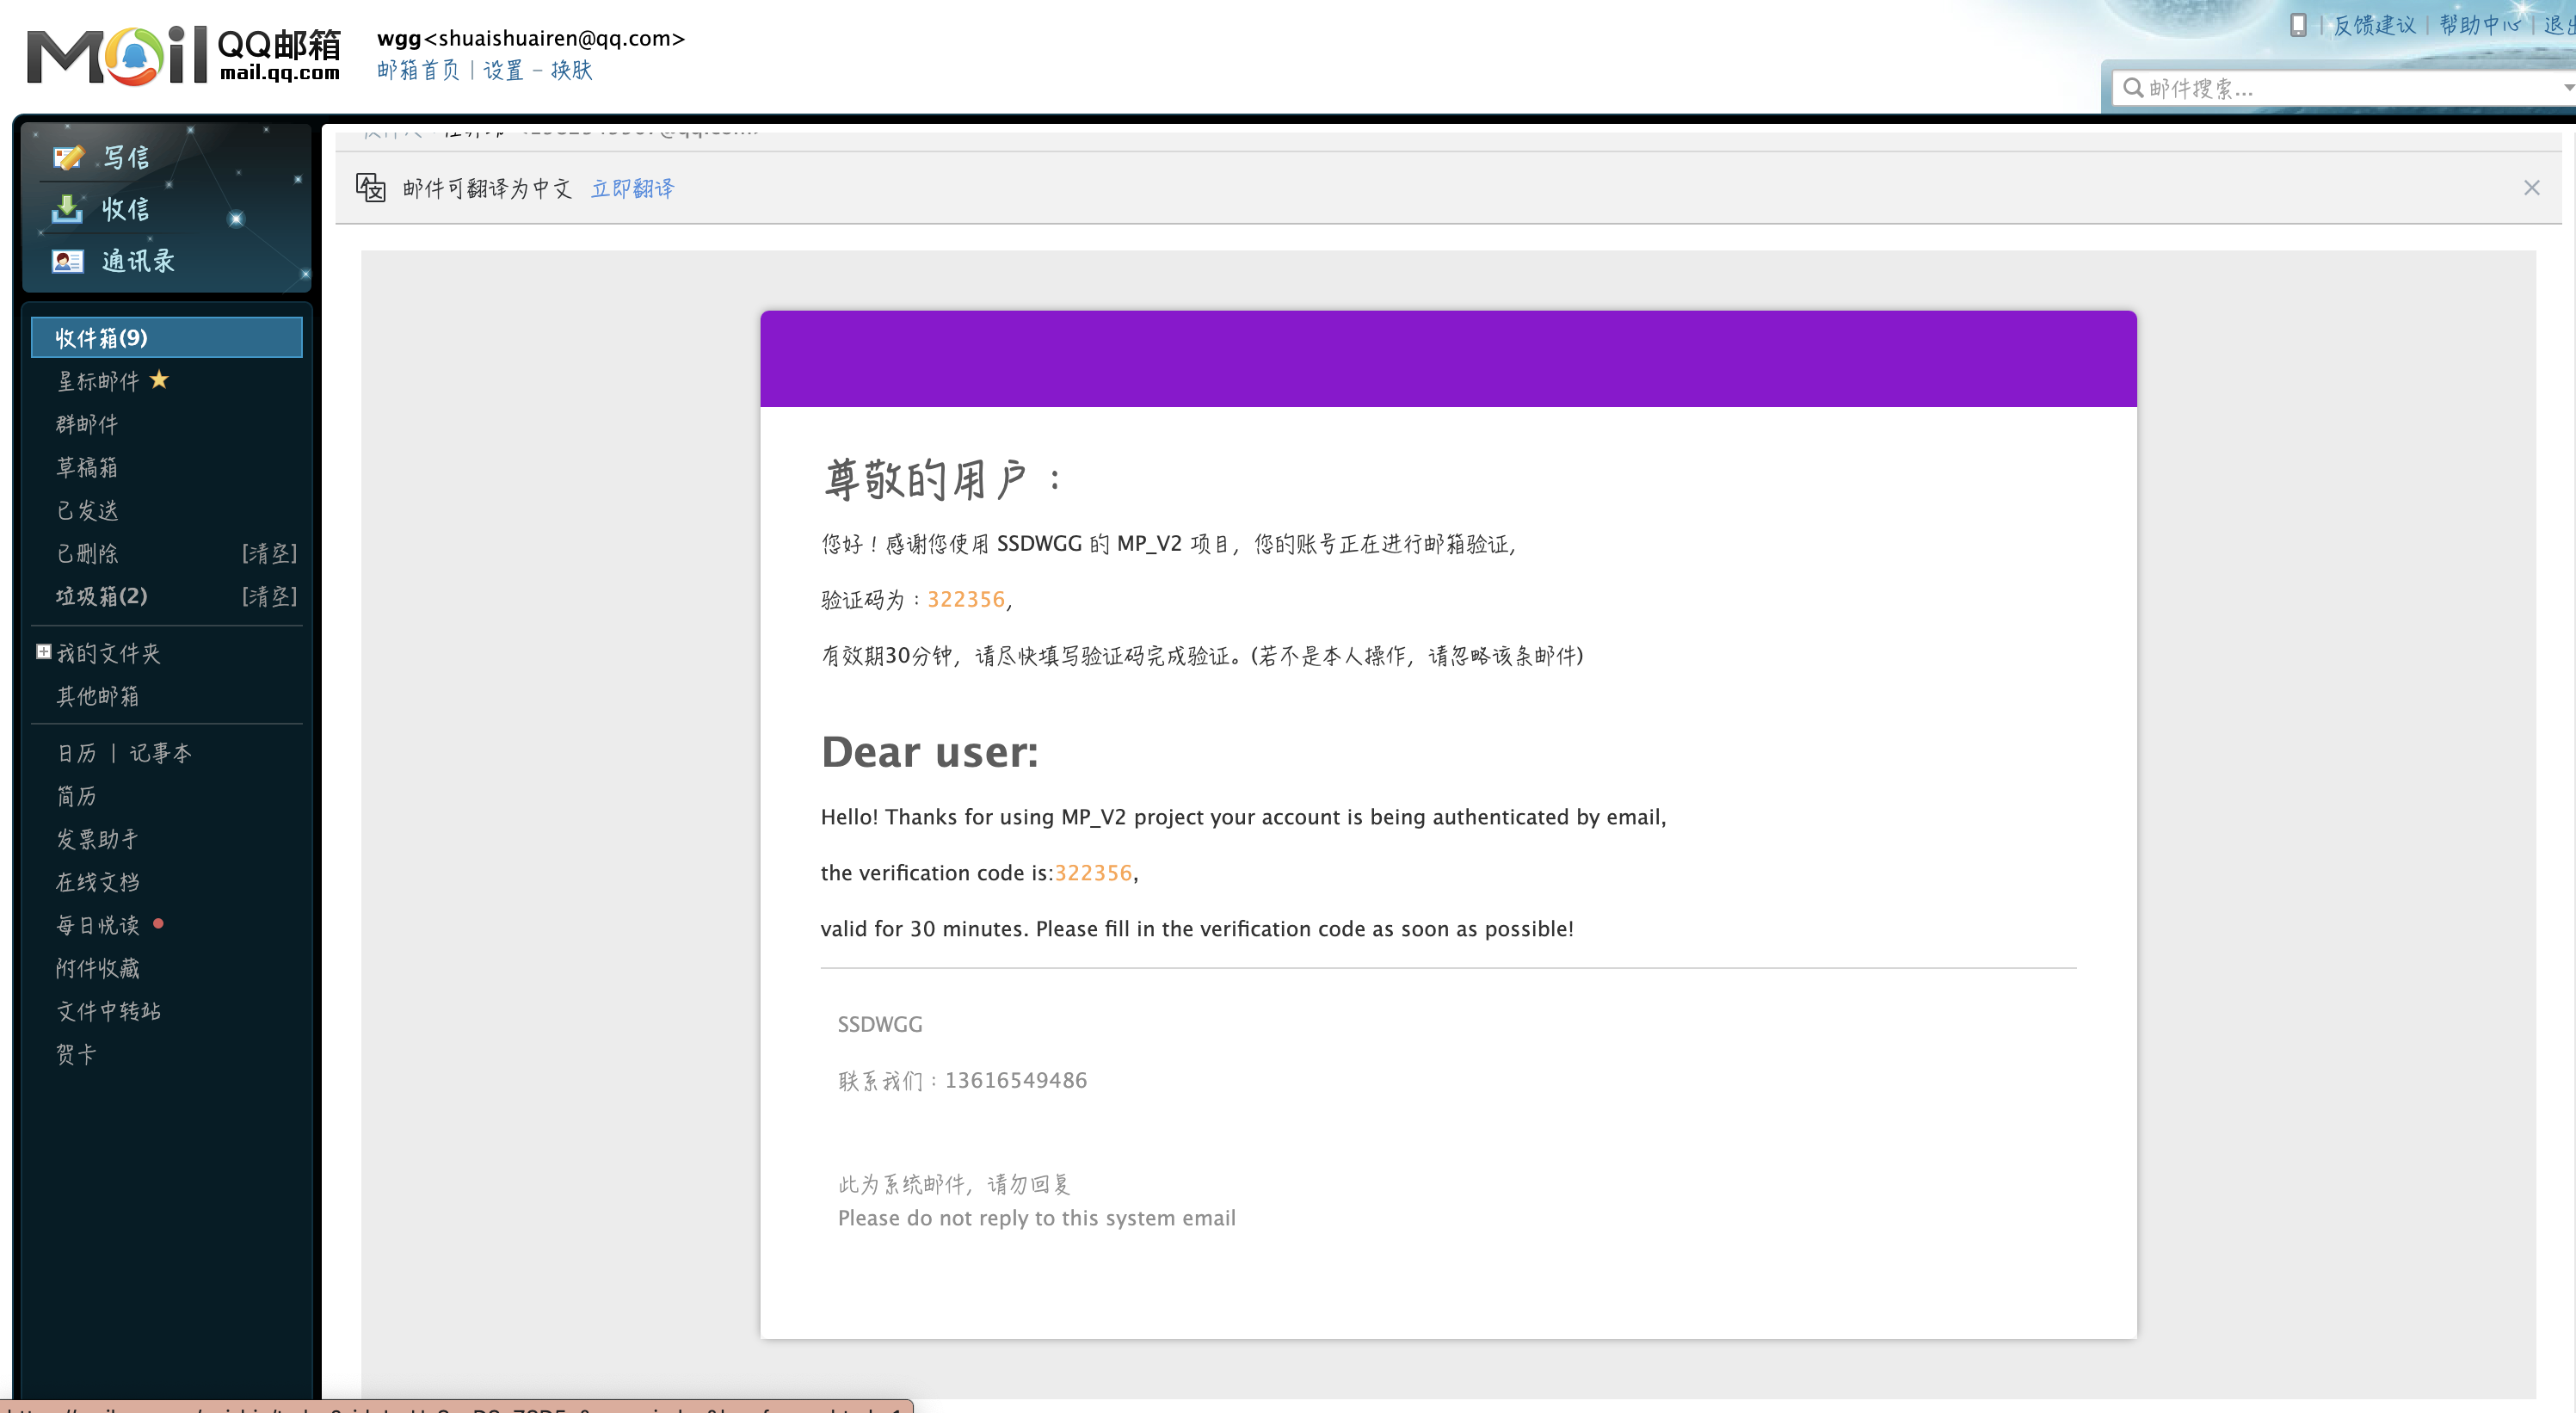 Mail QQ邮箱
mail.qq.com
wgg<shuaishuairen@qq.com>
邮箱首页 | 设置 - 换肤
| 反馈建议 | 帮助中心 | 退出
邮件搜索...
写信
收信
通讯录
收件箱(9)
星标邮件
群邮件
草稿箱
已发送
已删除 [清空]
垃圾箱(2) [清空]
我的文件夹
其他邮箱
日历 | 记事本
简历
发票助手
在线文档
每日悦读
附件收藏
文件中转站
贺卡
邮件可翻译为中文 立即翻译
尊敬的用户：
您好！感谢您使用 SSDWGG 的 MP_V2 项目，您的账号正在进行邮箱验证，
验证码为：322356，
有效期30分钟，请尽快填写验证码完成验证。(若不是本人操作，请忽略该条邮件)
Dear user:
Hello! Thanks for using MP_V2 project your account is being authenticated by email,
the verification code is:322356,
valid for 30 minutes. Please fill in the verification code as soon as possible!
SSDWGG
联系我们：13616549486
此为系统邮件，请勿回复
Please do not reply to this system email